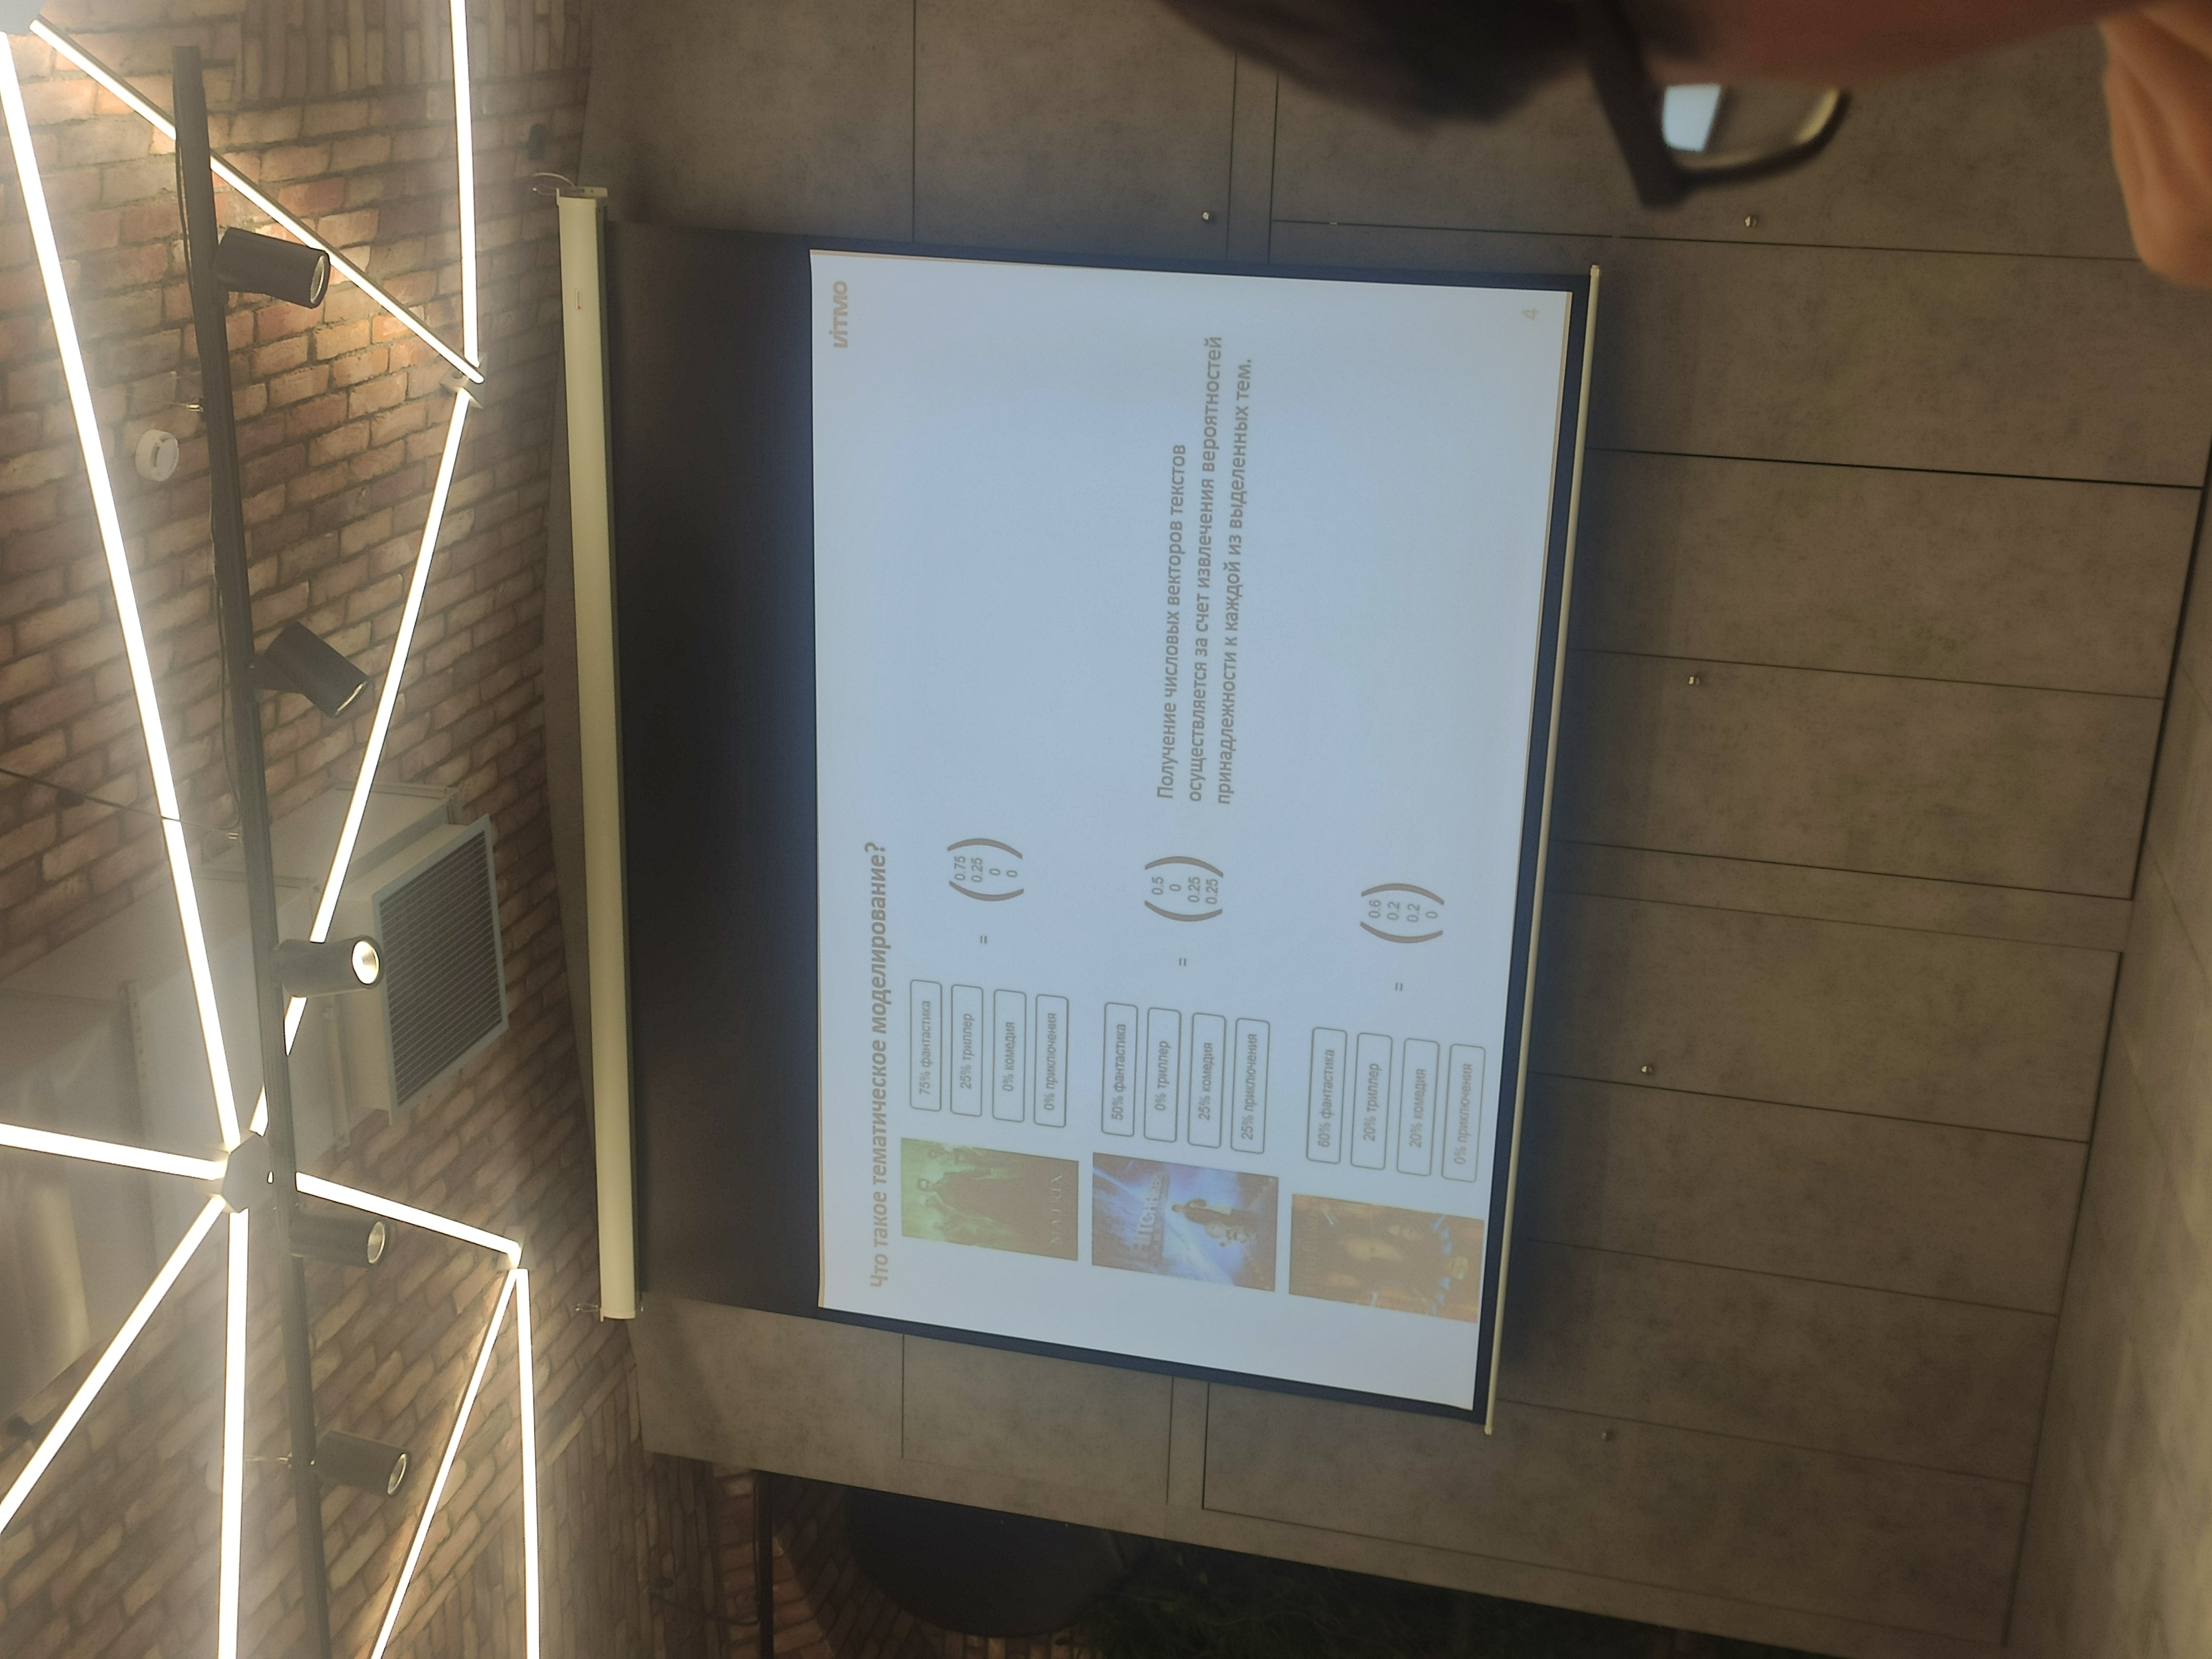 ITMO
Что такое тематическое моделирование?
75% фантастика
25% триллер
0% комедия
0% приключения
=
0.75
0.25
0
0
MATRIX
50% фантастика
0% триллер
25% комедия
25% приключения
=
0.5
0
0.25
0.25
Получение числовых векторов текстов
осуществляется за счет извлечения вероятностей
принадлежности к каждой из выделенных тем.
60% фантастика
20% триллер
20% комедия
0% приключения
=
0.6
0.2
0.2
0
4